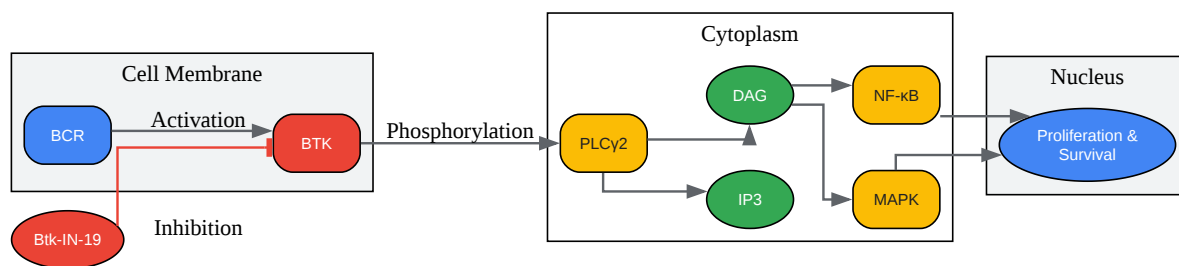 Cell Membrane
BCR
Activation
BTK
Btk-IN-19
Inhibition
Phosphorylation
Cytoplasm
PLCγ2
DAG
IP3
NF-κB
MAPK
Nucleus
Proliferation &
Survival